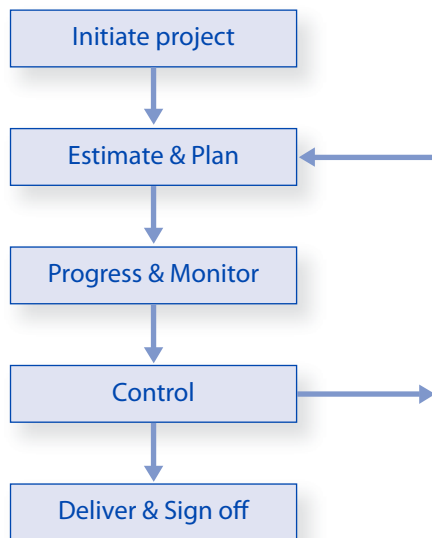 Initiate project
Estimate & Plan
Progress & Monitor
Control
Deliver & Sign off